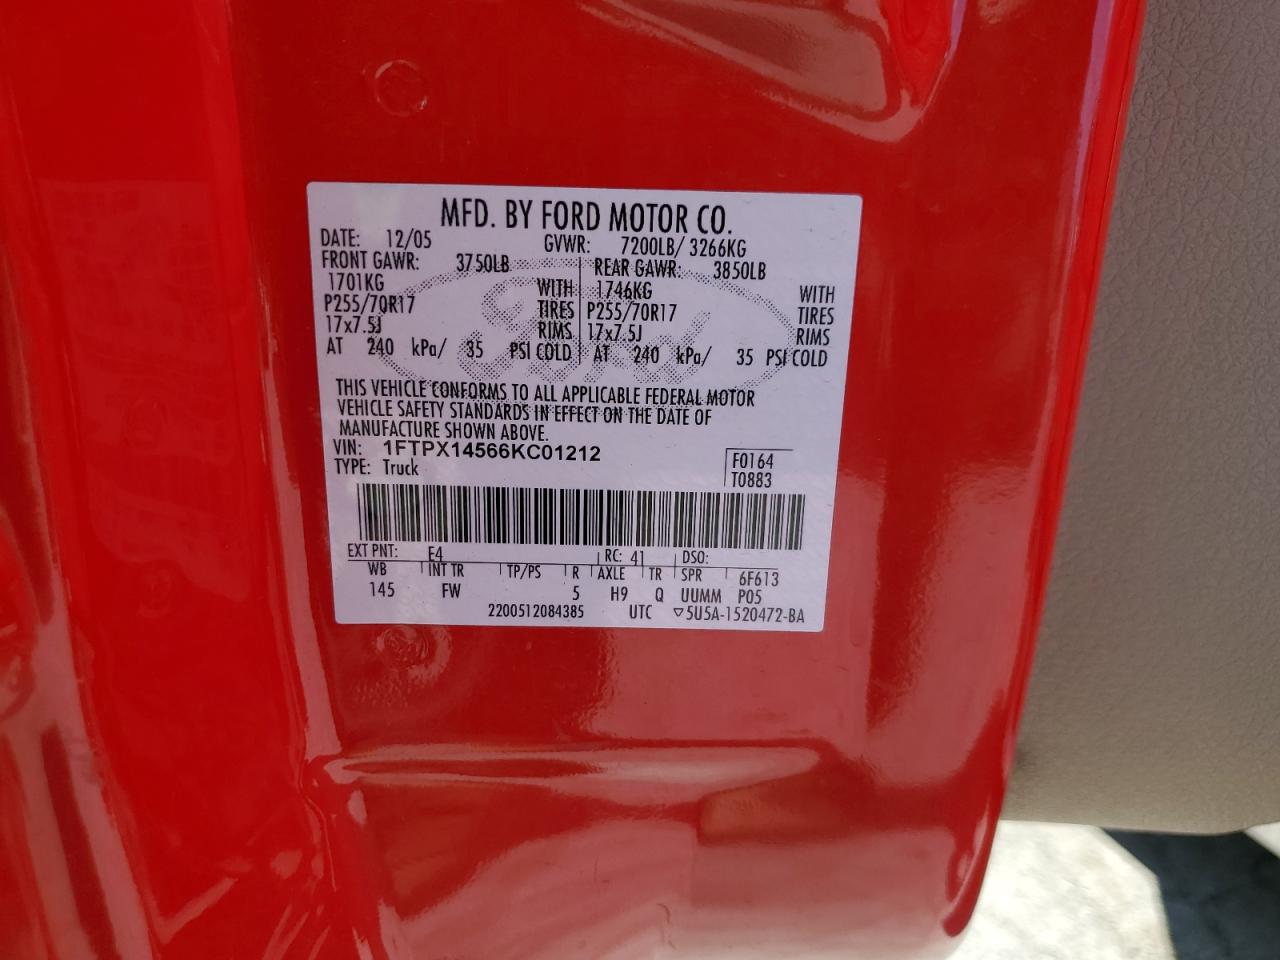 MFD. BY FORD MOTOR CO.
DATE: 12/05 GVWR: 7200LB/ 3266KG
FRONT GAWR: 3750LB REAR GAWR: 3850LB
1701KG WITH 1746KG WITH
P255/70R17 TIRES P255/70R17 TIRES
17x7.5J RIMS 17x7.5J RIMS
AT 240 kPa/ 35 PSI COLD AT 240 kPa/ 35 PSI COLD
Ford
THIS VEHICLE CONFORMS TO ALL APPLICABLE FEDERAL MOTOR
VEHICLE SAFETY STANDARDS IN EFFECT ON THE DATE OF
MANUFACTURE SHOWN ABOVE.
VIN: 1FTPX14566KC01212 F0164
TYPE: Truck T0883
EXT PNT: E4 RC: 41 DSO:
WB INT TR TP/PS R AXLE TR SPR 6F613
145 FW 5 H9 Q UUMM P05
2200512084385 UTC ▽5U5A-1520472-BA